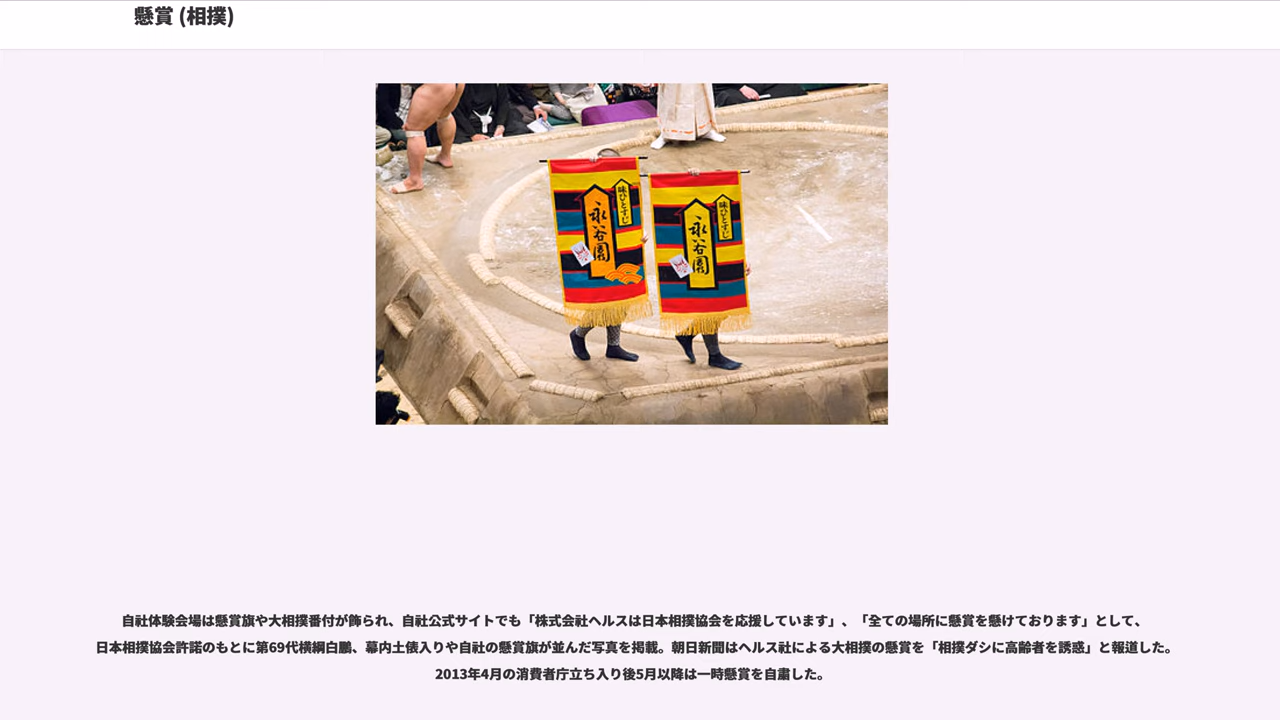 懸賞 (相撲)
味ひとすじ
永い谷園
味ひとすじ
永い谷園
自社体験会場は懸賞旗や大相撲番付が飾られ、自社公式サイトでも「株式会社ヘルスは日本相撲協会を応援しています」、「全ての場所に懸賞を懸けております」として、
日本相撲協会許諾のもとに第69代横綱白鵬、幕内土俵入りや自社の懸賞旗が並んだ写真を掲載。朝日新聞はヘルス社による大相撲の懸賞を「相撲ダシに高齢者を誘惑」と報道した。
2013年4月の消費者庁立ち入り後5月以降は一時懸賞を自粛した。